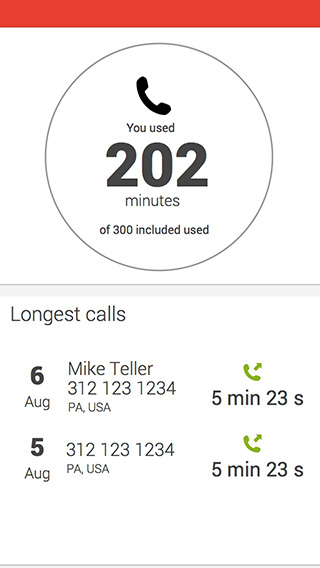 You used
202
minutes
of 300 included used
Longest calls
6
Aug
Mike Teller
312 123 1234
PA, USA
5 min 23 s
5
Aug
312 123 1234
PA, USA
5 min 23 s